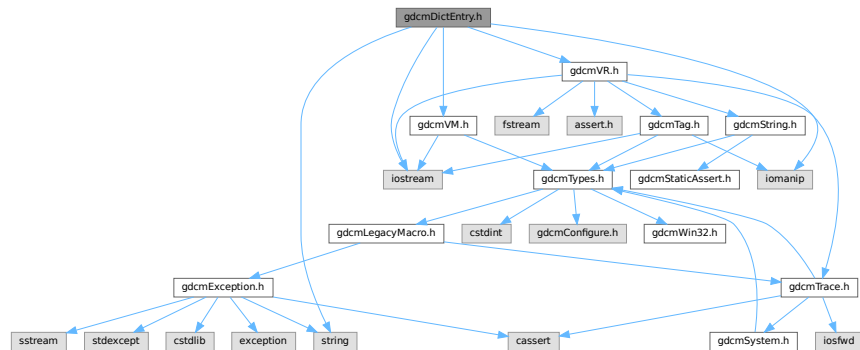 gdcmDictEntry.h
gdcmVR.h
fstream
assert.h
gdcmVM.h
gdcmTag.h
gdcmString.h
iostream
gdcmTypes.h
gdcmStaticAssert.h
iomanip
gdcmLegacyMacro.h
cstdint
gdcmConfigure.h
gdcmWin32.h
gdcmException.h
gdcmTrace.h
sstream
stdexcept
cstdlib
exception
string
cassert
gdcmSystem.h
iosfwd